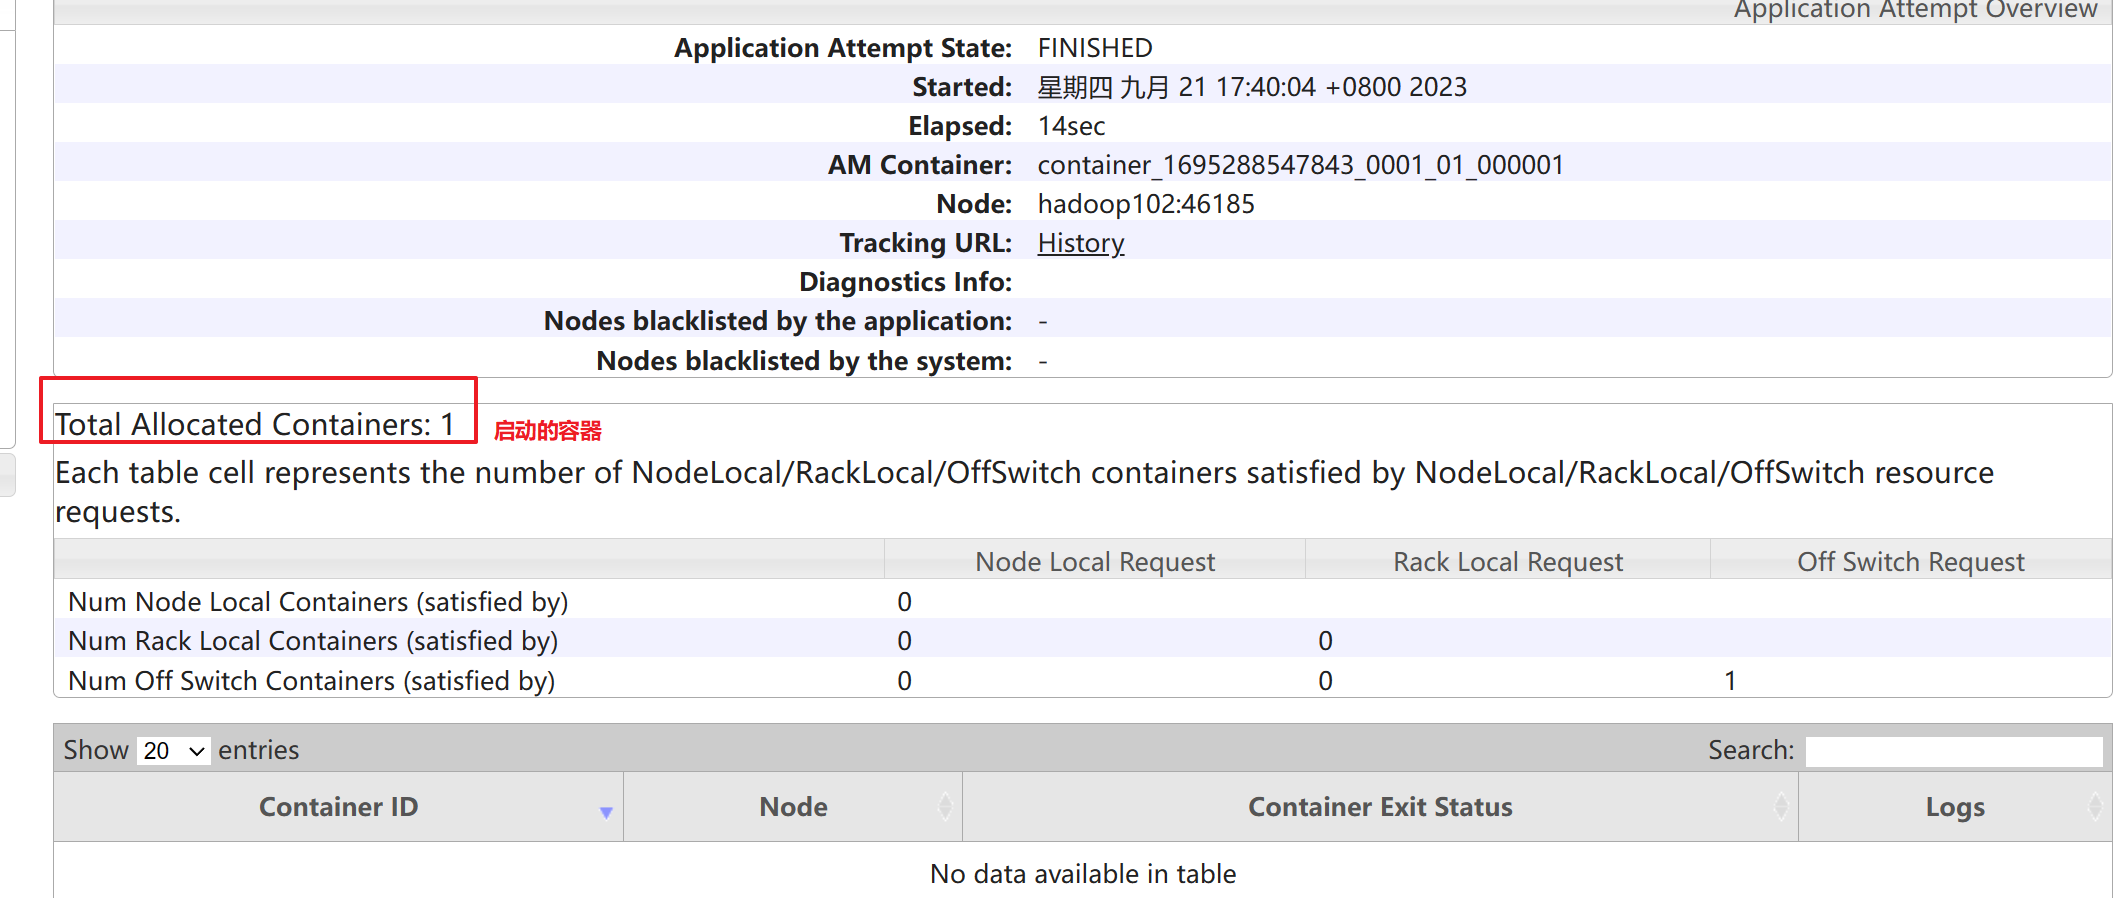 Application Attempt Overview
Application Attempt State: FINISHED
Started: 星期四 九月 21 17:40:04 +0800 2023
Elapsed: 14sec
AM Container: container_1695288547843_0001_01_000001
Node: hadoop102:46185
Tracking URL: History
Diagnostics Info:
Nodes blacklisted by the application: -
Nodes blacklisted by the system: -
Total Allocated Containers: 1 启动的容器
Each table cell represents the number of NodeLocal/RackLocal/OffSwitch containers satisfied by NodeLocal/RackLocal/OffSwitch resource
requests.
Node Local Request Rack Local Request Off Switch Request
Num Node Local Containers (satisfied by) 0
Num Rack Local Containers (satisfied by) 0 0
Num Off Switch Containers (satisfied by) 0 0 1
Show 20 entries Search:
Container ID Node Container Exit Status Logs
No data available in table